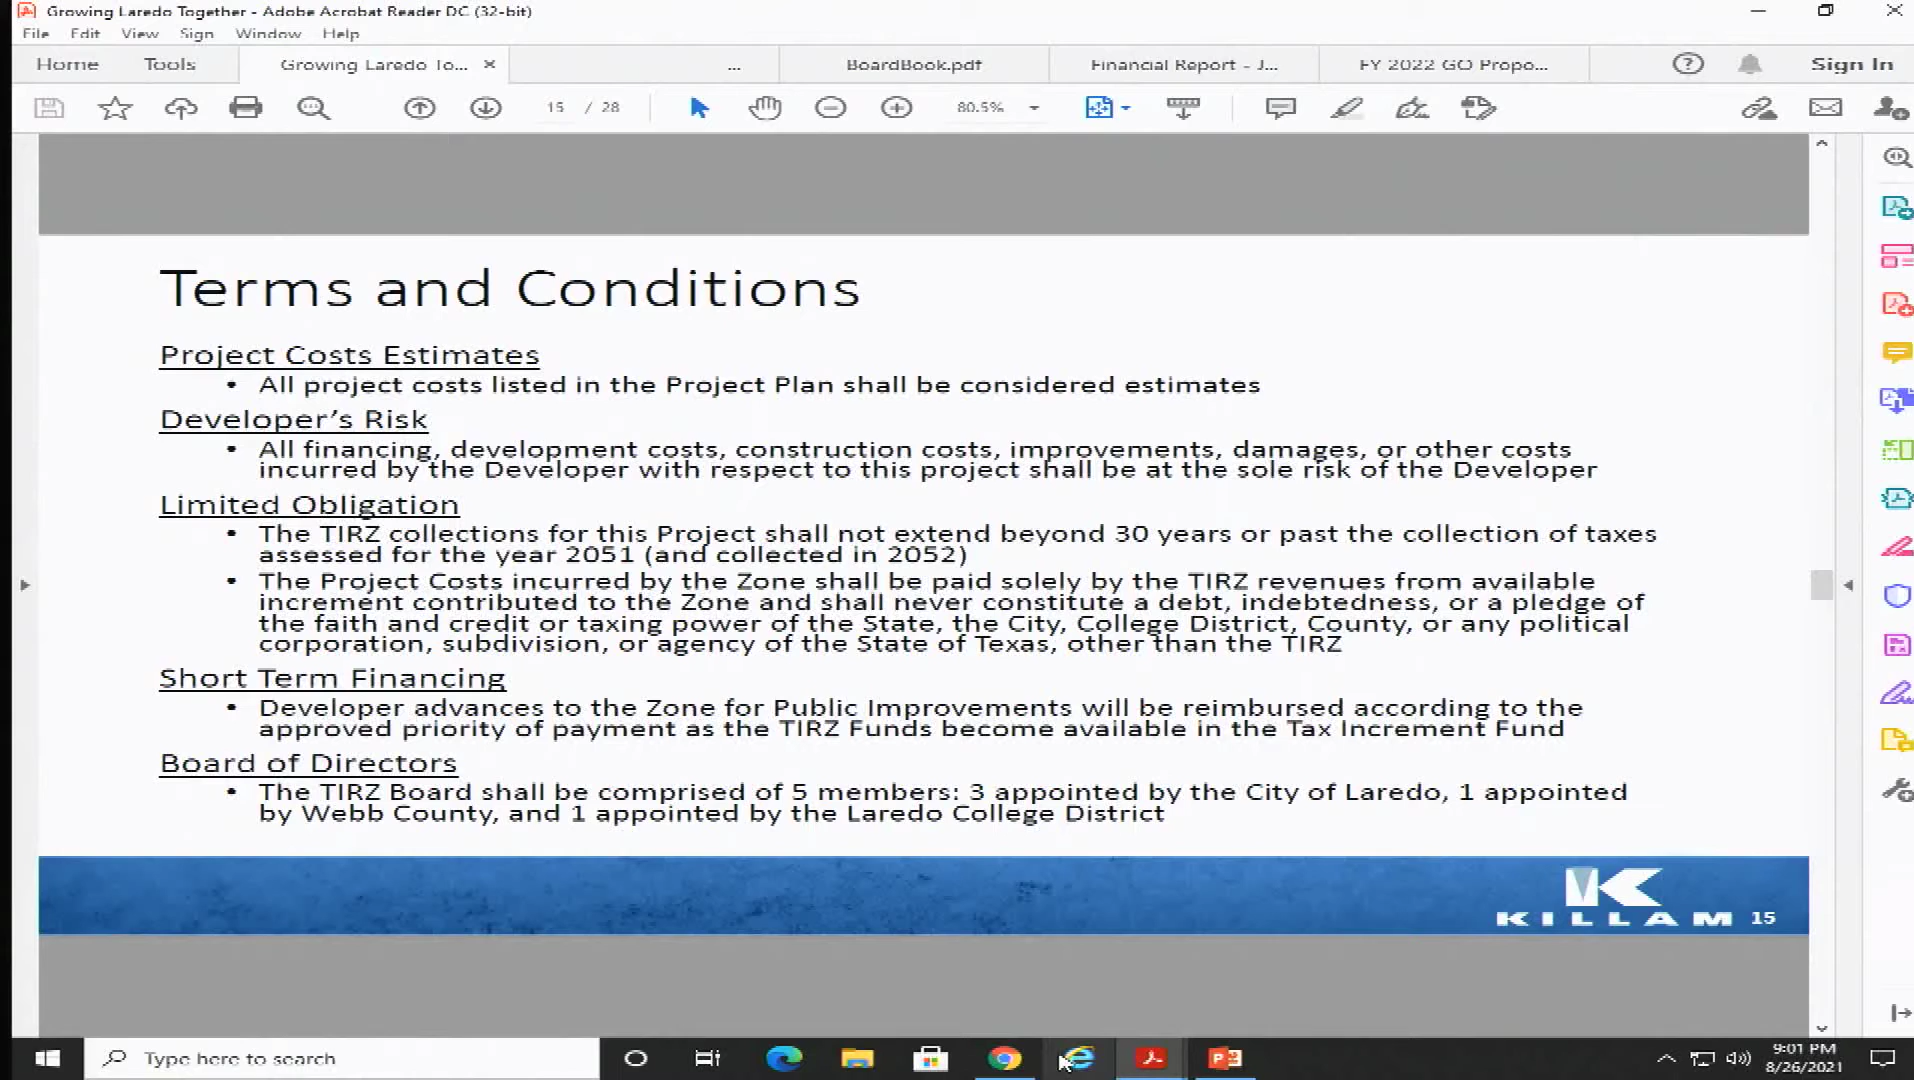 Growing Laredo Together - Adobe Acrobat Reader DC (32-bit)
File Edit View Sign Window Help
Home Tools Growing Laredo To... × ... BoardBook.pdf Financial Report - J... FY 2022 GO Propo... Sign In
15 / 28 80.5%
Terms and Conditions
Project Costs Estimates
• All project costs listed in the Project Plan shall be considered estimates
Developer's Risk
• All financing, development costs, construction costs, improvements, damages, or other costs
incurred by the Developer with respect to this project shall be at the sole risk of the Developer
Limited Obligation
• The TIRZ collections for this Project shall not extend beyond 30 years or past the collection of taxes
assessed for the year 2051 (and collected in 2052)
• The Project Costs incurred by the Zone shall be paid solely by the TIRZ revenues from available
increment contributed to the Zone and shall never constitute a debt, indebtedness, or a pledge of
the faith and credit or taxing power of the State, the City, College District, County, or any political
corporation, subdivision, or agency of the State of Texas, other than the TIRZ
Short Term Financing
• Developer advances to the Zone for Public Improvements will be reimbursed according to the
approved priority of payment as the TIRZ Funds become available in the Tax Increment Fund
Board of Directors
• The TIRZ Board shall be comprised of 5 members: 3 appointed by the City of Laredo, 1 appointed
by Webb County, and 1 appointed by the Laredo College District
KILLAM 15
Type here to search
9:01 PM
8/26/2021